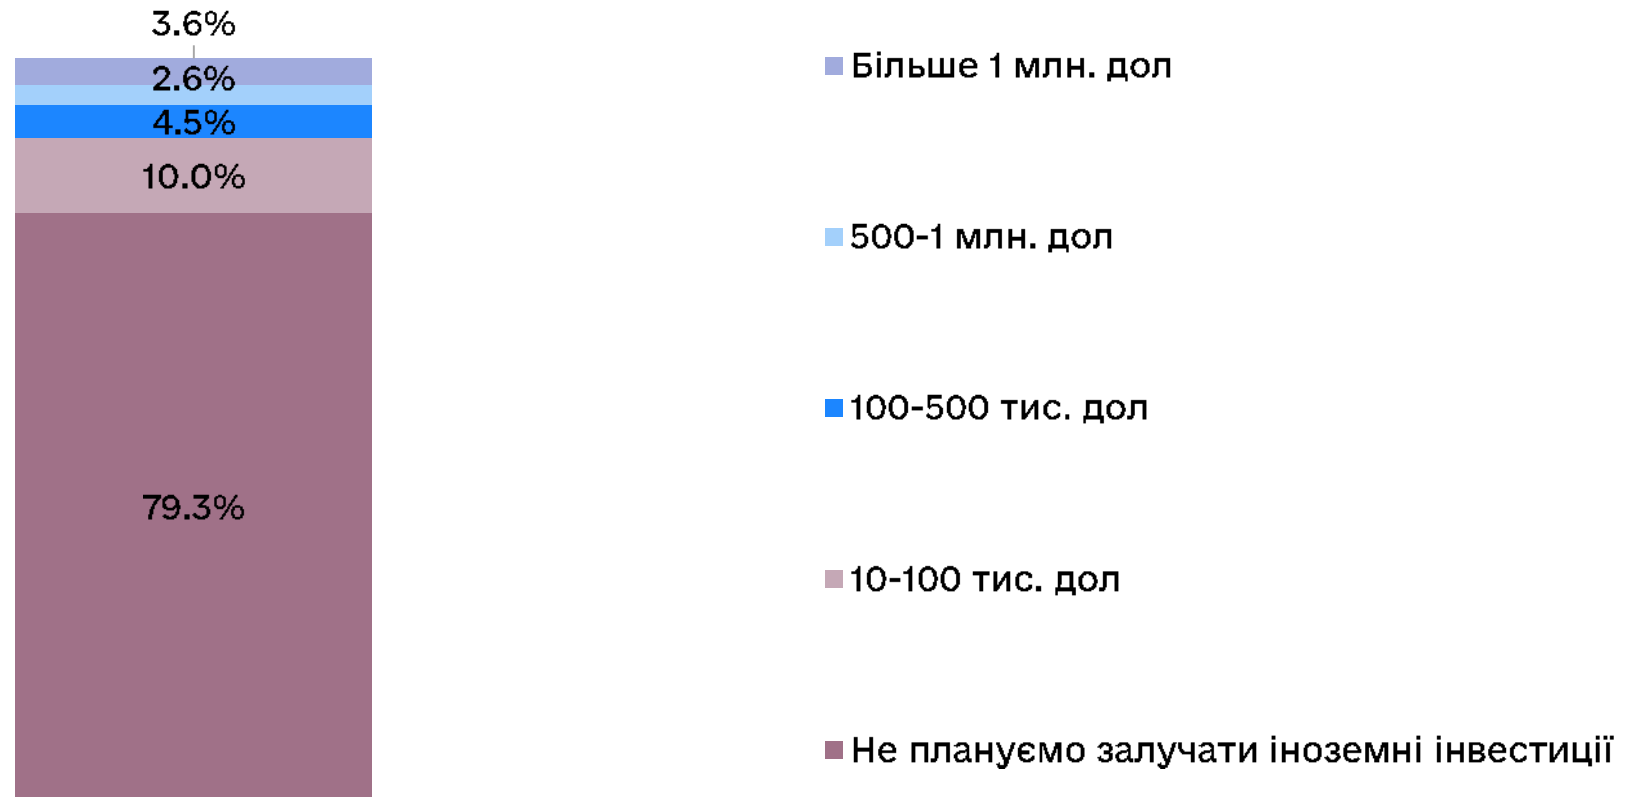 3.6%
2.6%
4.5%
10.0%
79.3%
Більше 1 млн. дол
500-1 млн. дол
100-500 тис. дол
10-100 тис. дол
Не плануємо залучати іноземні інвестиції